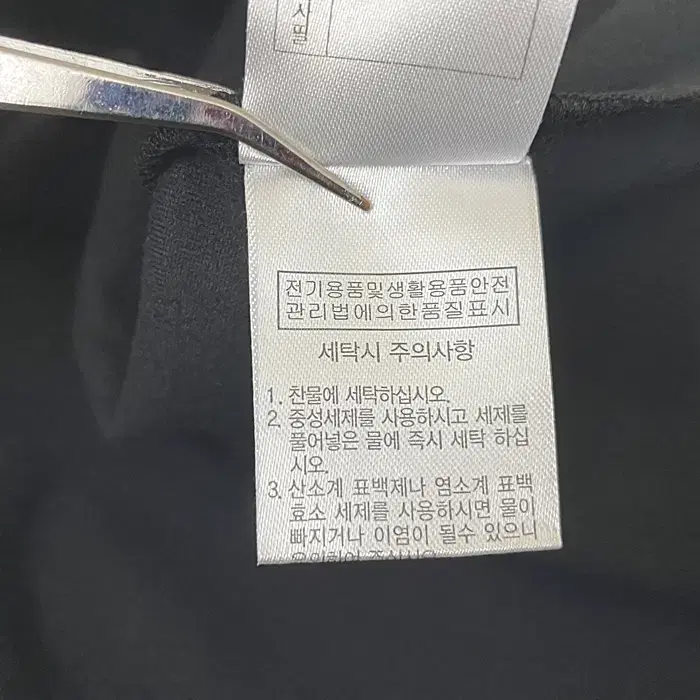 사
띨
전기용품및생활용품안전
관리법에의한품질표시
세탁시 주의사항
1. 찬물에 세탁하십시오.
2. 중성세제를 사용하시고 세제를
풀어넣은 물에 즉시 세탁 하십
시오.
3. 산소계 표백제나 염소계 표백
효소 세제를 사용하시면 물이
빠지거나 이염이 될수 있으니